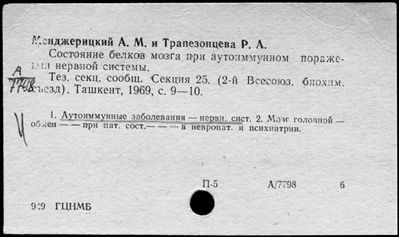 Менджерицкий А. М. и Трапезонцева Р. А.
Состояние белков мозга при аутоиммунном пораже-
нии нервной системы.
А
7798
Тез. секц. сообщ. Секция 25. (2-й Всесоюз. биохим.
съезд). Ташкент, 1969, с. 9—10.
1. Аутоиммунные заболевания — нервн. сист. 2. Мозг головной —
обмен — — при пат. сост. — — — в невропат. и психиатрии.
П-5 А/7798 6
929 ГЦНМБ